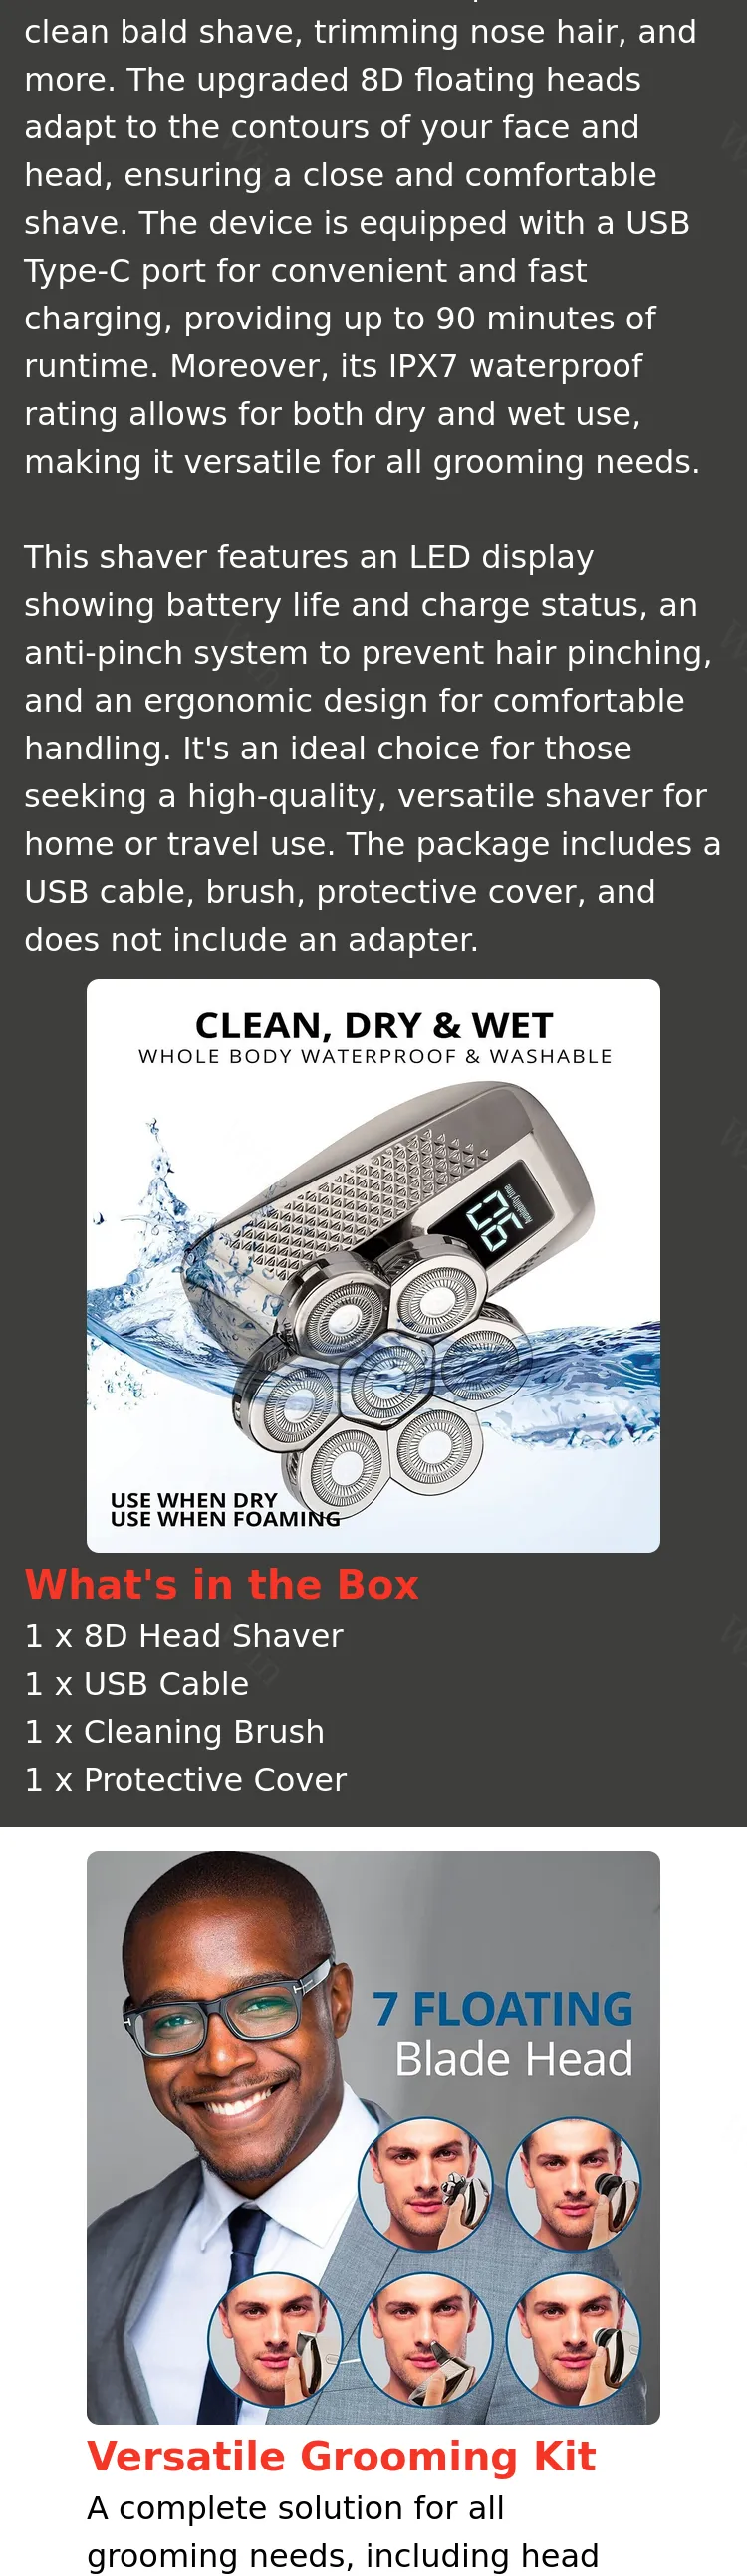 clean bald shave, trimming nose hair, and
more. The upgraded 8D floating heads
adapt to the contours of your face and
head, ensuring a close and comfortable
shave. The device is equipped with a USB
Type-C port for convenient and fast
charging, providing up to 90 minutes of
runtime. Moreover, its IPX7 waterproof
rating allows for both dry and wet use,
making it versatile for all grooming needs.
This shaver features an LED display
showing battery life and charge status, an
anti-pinch system to prevent hair pinching,
and an ergonomic design for comfortable
handling. It's an ideal choice for those
seeking a high-quality, versatile shaver for
home or travel use. The package includes a
USB cable, brush, protective cover, and
does not include an adapter.
CLEAN, DRY & WET
WHOLE BODY WATERPROOF & WASHABLE
90
USE WHEN DRY
USE WHEN FOAMING
What's in the Box
1 x 8D Head Shaver
1 x USB Cable
1 x Cleaning Brush
1 x Protective Cover
7 FLOATING
Blade Head
Versatile Grooming Kit
A complete solution for all
grooming needs, including head